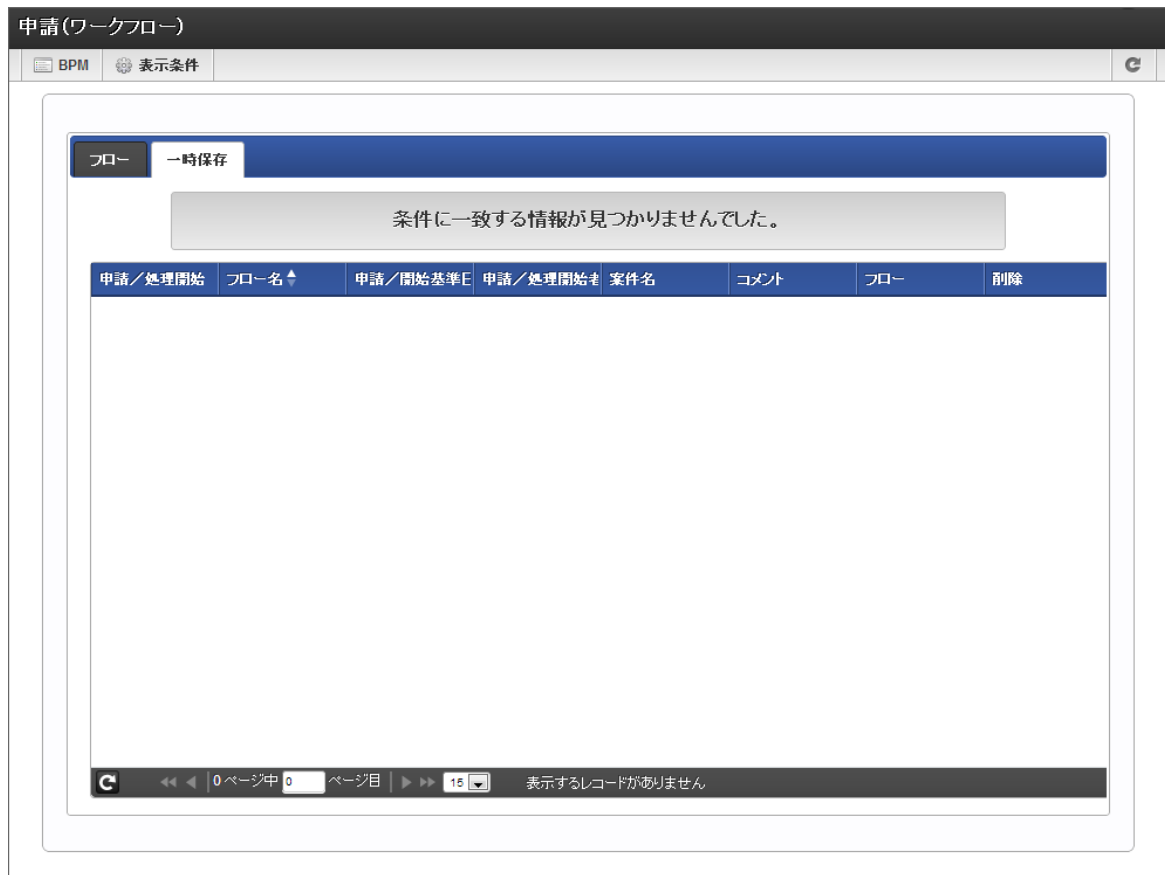 申請(ワークフロー)
BPM 表示条件
フロー 一時保存
条件に一致する情報が見つかりませんでした。
申請／処理開始 フロー名 申請／開始基準日 申請／処理開始者 案件名 コメント フロー 削除
0 ページ中 0 ページ目 15 表示するレコードがありません